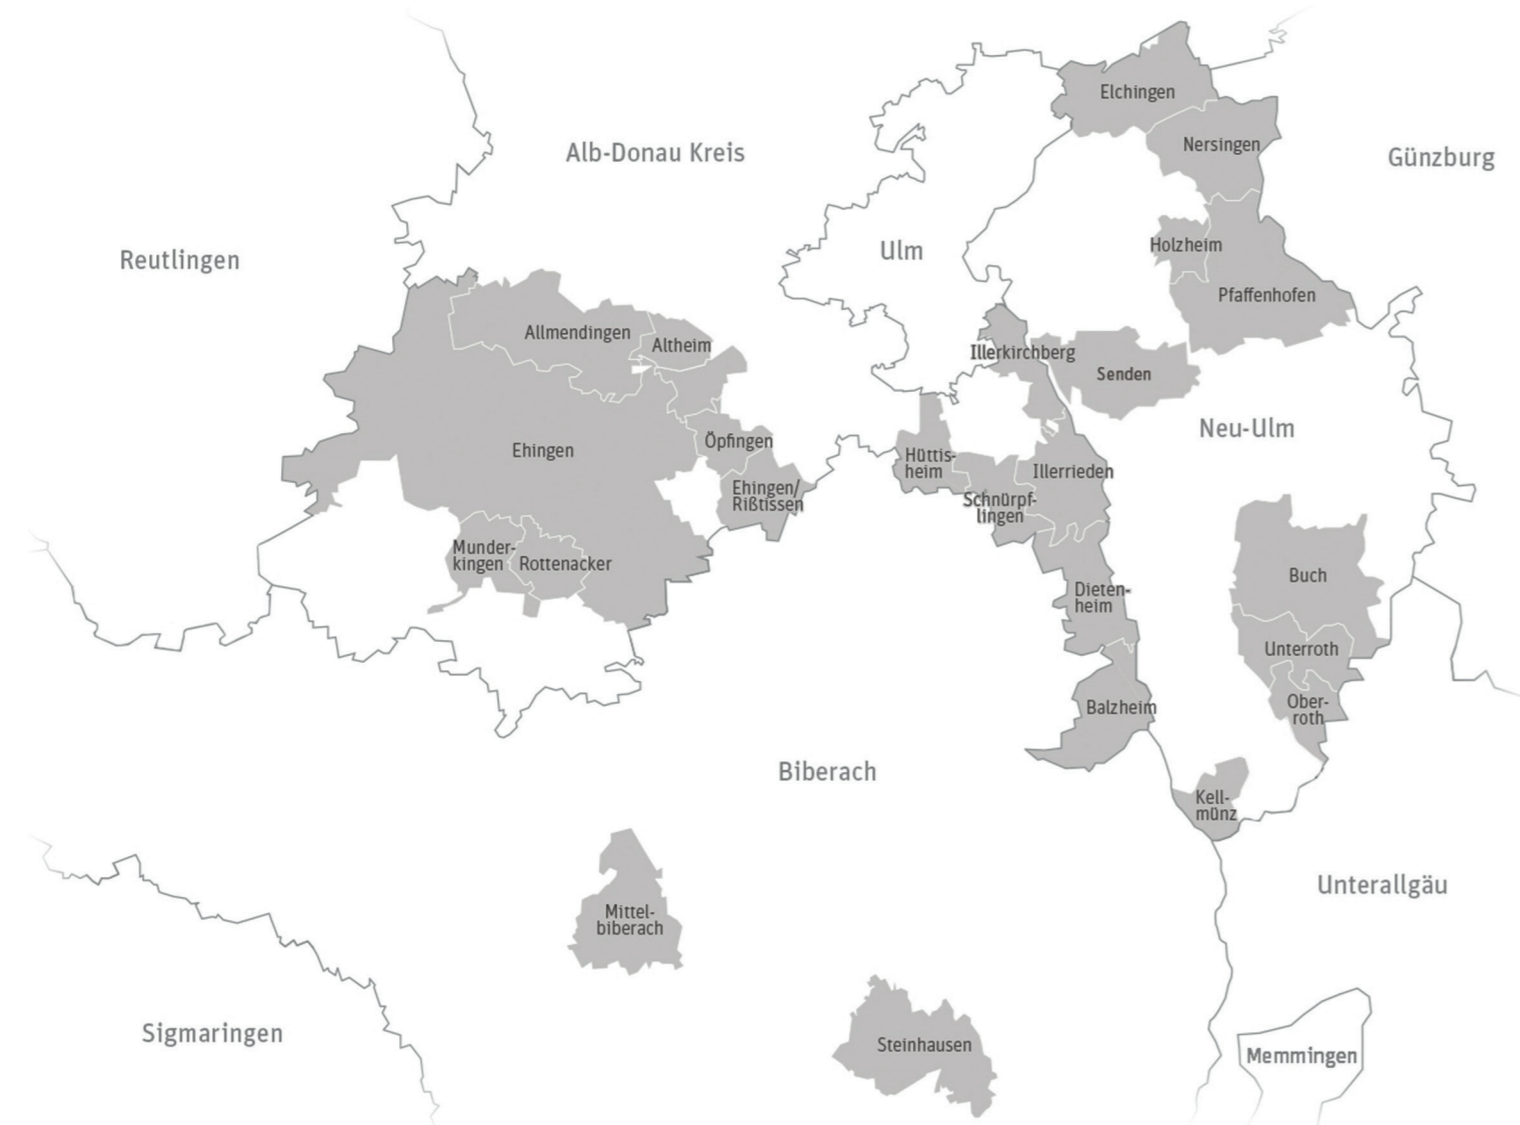 Elchingen
Alb-Donau Kreis
Nersingen
Günzburg
Reutlingen
Ulm
Holzheim
Pfaffenhofen
Allmendingen
Altheim
Illerkirchberg
Senden
Neu-Ulm
Ehingen
Öpfingen
Hüttis-
heim
Illerrieden
Ehingen/
Rißtissen
Schnürpf-
lingen
Munder-
kingen
Rottenacker
Buch
Dieten-
heim
Unterroth
Balzheim
Ober-
roth
Biberach
Kell-
münz
Unterallgäu
Mittel-
biberach
Sigmaringen
Steinhausen
Memmingen